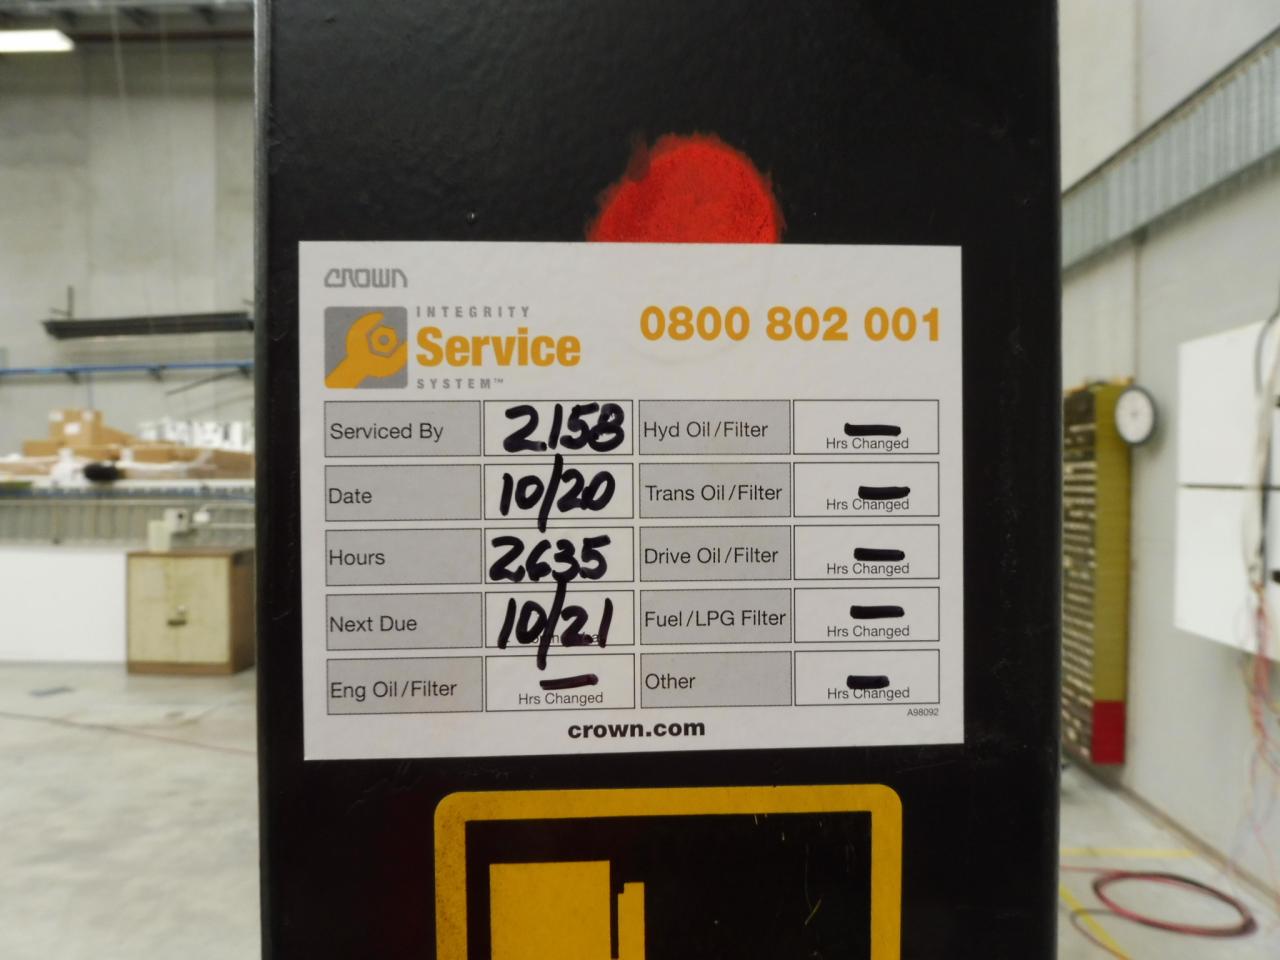 CROWN
INTEGRITY
Service
SYSTEM™
0800 802 001
Serviced By 2158 Hyd Oil/Filter Hrs Changed
Date 10/20 Trans Oil/Filter Hrs Changed
Hours 2635 Drive Oil/Filter Hrs Changed
Next Due 10/21 Fuel/LPG Filter Hrs Changed
Eng Oil/Filter Hrs Changed Other Hrs Changed
A98092
crown.com